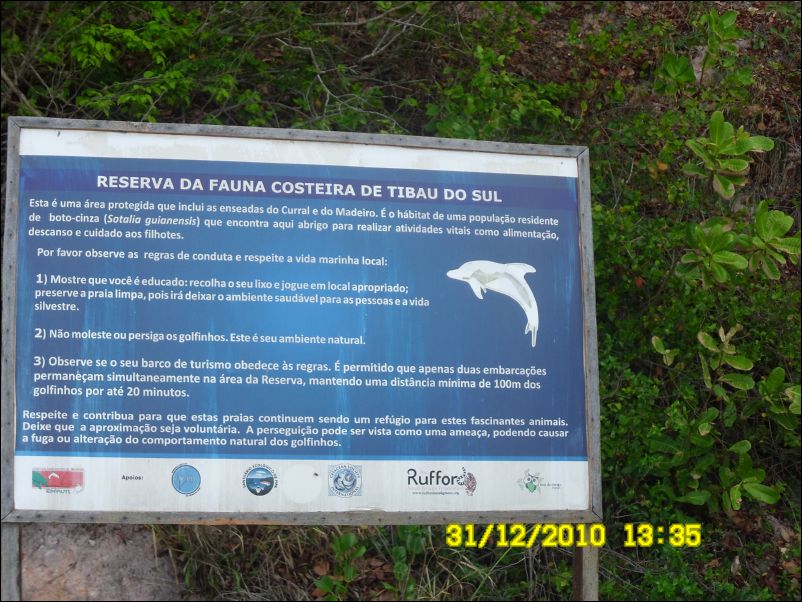 RESERVA DA FAUNA COSTEIRA DE TIBAU DO SUL
Esta é uma área protegida que inclui as enseadas do Curral e do Madeiro. É o hábitat de uma população residente
de boto-cinza (Sotalia guianensis) que encontra aqui abrigo para realizar atividades vitais como alimentação,
descanso e cuidado aos filhotes.
Por favor observe as regras de conduta e respeite a vida marinha local:
1) Mostre que você é educado: recolha o seu lixo e jogue em local apropriado;
preserve a praia limpa, pois irá deixar o ambiente saudável para as pessoas e a vida
silvestre.
2) Não moleste ou persiga os golfinhos. Este é seu ambiente natural.
3) Observe se o seu barco de turismo obedece às regras. É permitido que apenas duas embarcações
permaneçam simultaneamente na área da Reserva, mantendo uma distância mínima de 100m dos
golfinhos por até 20 minutos.
Respeite e contribua para que estas praias continuem sendo um refúgio para estes fascinantes animais.
Deixe que a aproximação seja voluntária. A perseguição pode ser vista como uma ameaça, podendo causar
a fuga ou alteração do comportamento natural dos golfinhos.
Apoios:
Rufford
31/12/2010 13:35